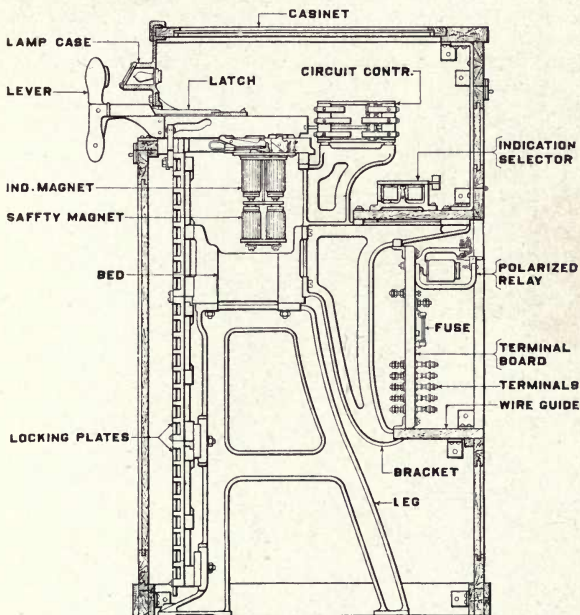 CABINET
LAMP CASE
LEVER
LATCH
CIRCUIT CONTR.
INDICATION
SELECTOR
IND. MAGNET
SAFFTY MAGNET
BED
POLARIZED
RELAY
FUSE
TERMINAL
BOARD
TERMINALS
WIRE GUIDE
LOCKING PLATES
BRACKET
LEG